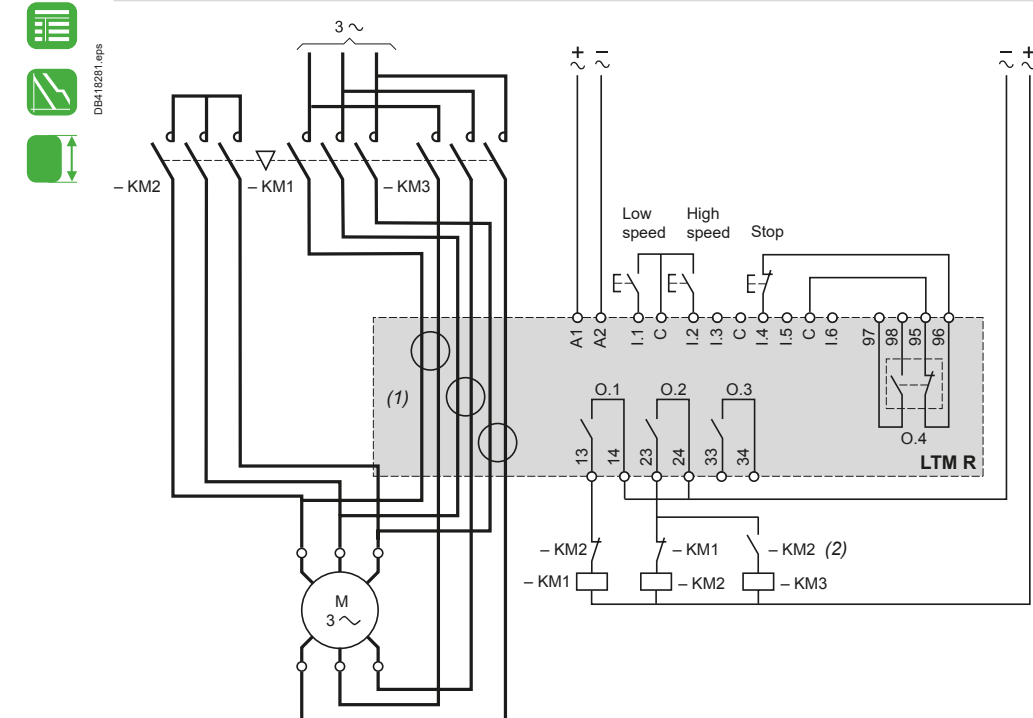 DB418281.eps
3 ∼
+ ∼ – ∼
– ∼ + ∼
– KM2
– KM1
– KM3
Low speed
High speed
Stop
A1 A2 I.1 C I.2 I.3 C I.4 I.5 C I.6 97 98 95 96
(1)
O.1 O.2 O.3
O.4
13 14 23 24 33 34
LTM R
– KM2 – KM1 – KM2 (2)
– KM1 – KM2 – KM3
M
3 ∼